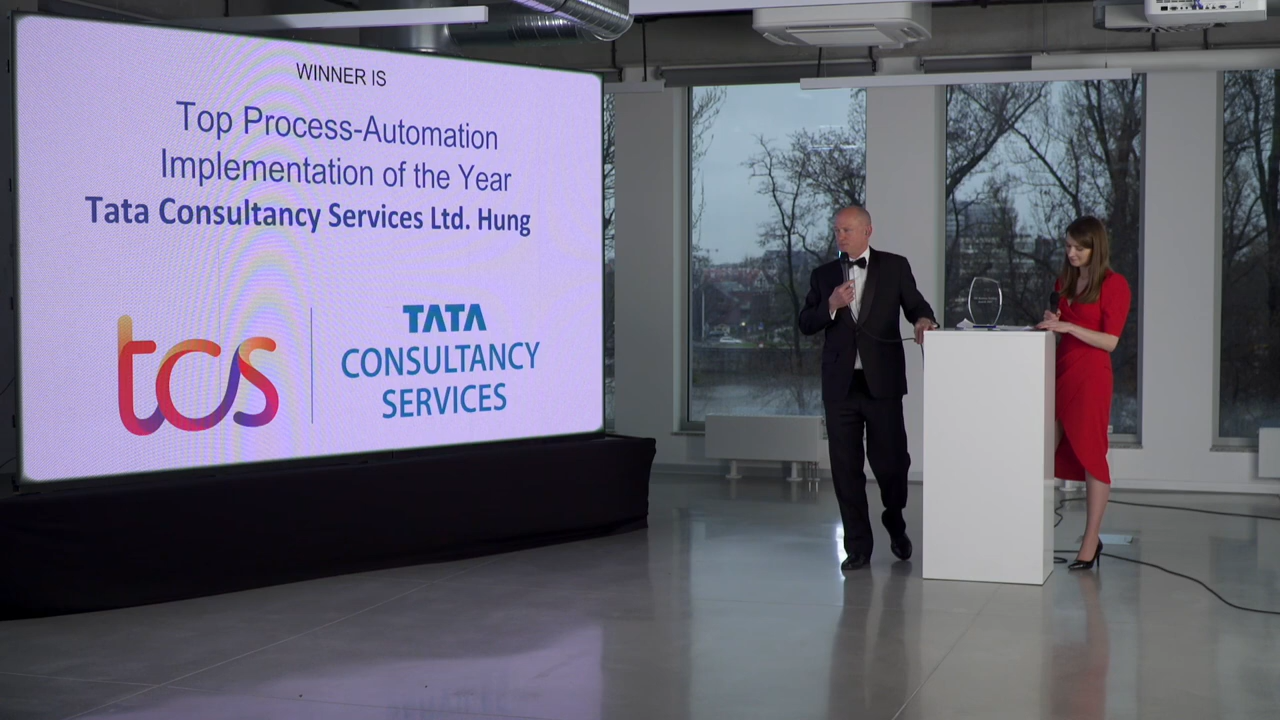 WINNER IS
Top Process-Automation
Implementation of the Year
Tata Consultancy Services Ltd. Hung
tcs
TATA
CONSULTANCY
SERVICES